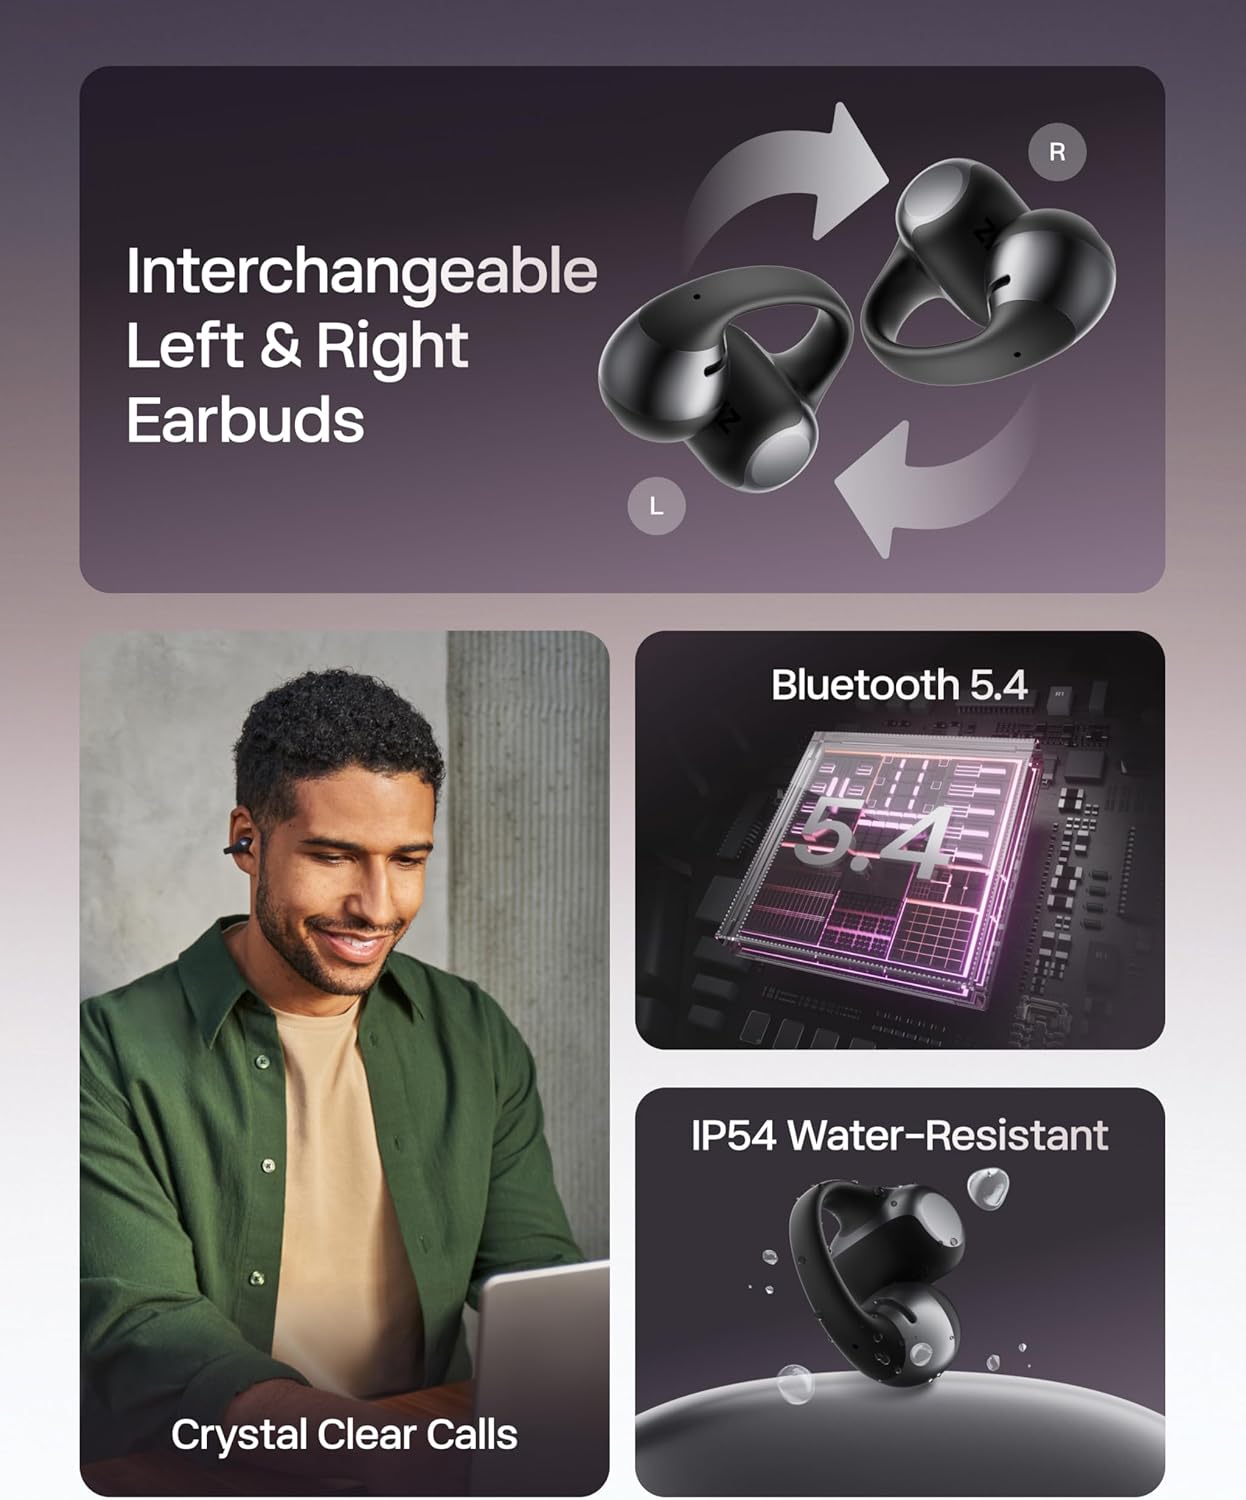 Interchangeable
Left & Right
Earbuds
R
L
Bluetooth 5.4
5.4
IP54 Water-Resistant
Crystal Clear Calls